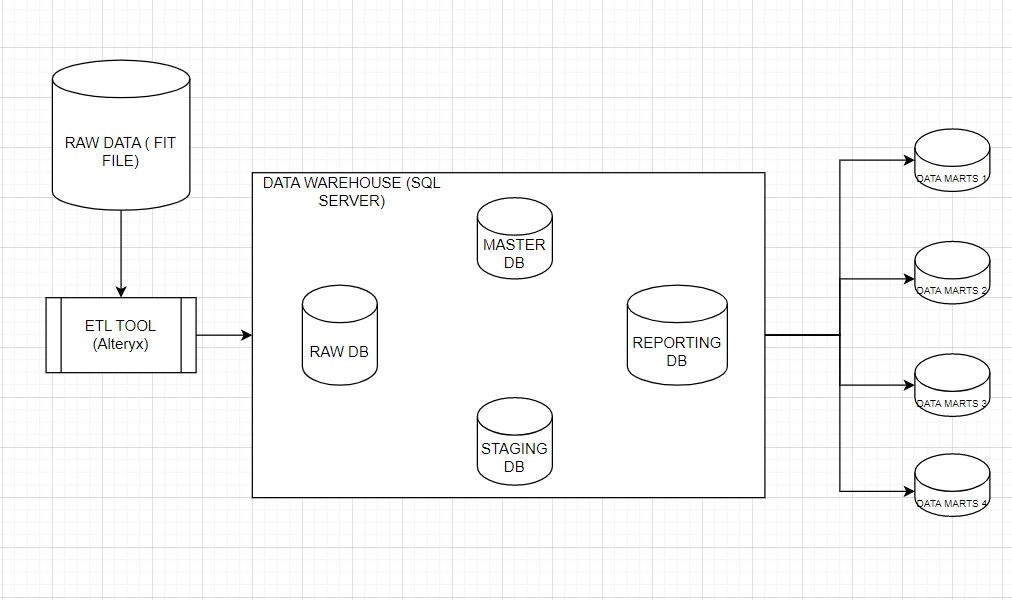 RAW DATA ( FIT
FILE)
ETL TOOL
(Alteryx)
DATA WAREHOUSE (SQL
SERVER)
MASTER
DB
RAW DB
REPORTING
DB
STAGING
DB
DATA MARTS 1
DATA MARTS 2
DATA MARTS 3
DATA MARTS 4